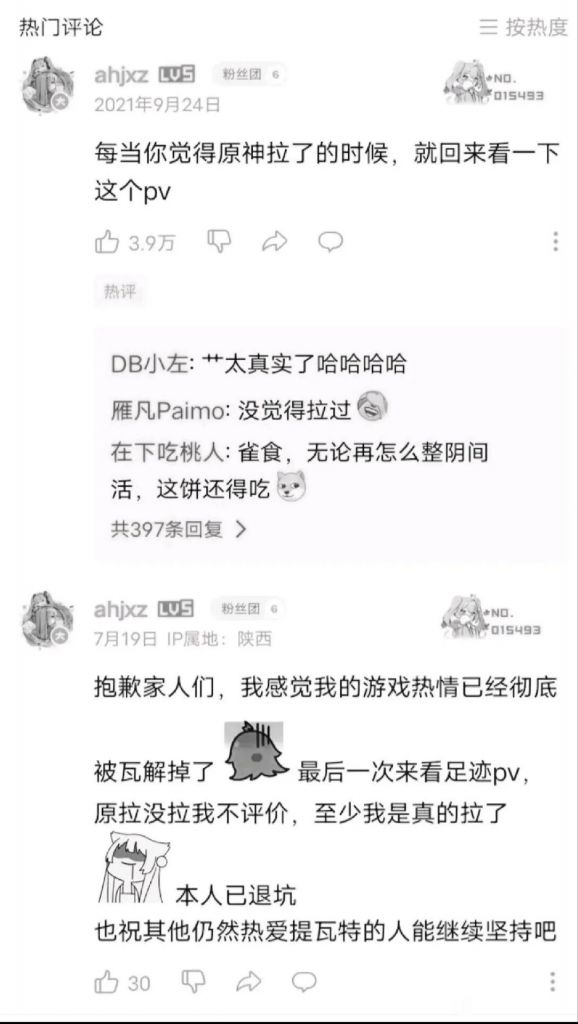 热门评论
按热度
ahjxz LV5 粉丝团 6
NO.
015493
2021年9月24日
每当你觉得原神拉了的时候，就回来看一下
这个pv
3.9万
热评
DB小左: 艹太真实了哈哈哈哈
雁凡Paimo: 没觉得拉过
在下吃桃人: 雀食，无论再怎么整阴间
活，这饼还得吃
共397条回复 >
ahjxz LV5 粉丝团 6
NO.
015493
7月19日 IP属地：陕西
抱歉家人们，我感觉我的游戏热情已经彻底
被瓦解掉了 最后一次来看足迹pv，
原拉没拉我不评价，至少我是真的拉了
本人已退坑
也祝其他仍然热爱提瓦特的人能继续坚持吧
30